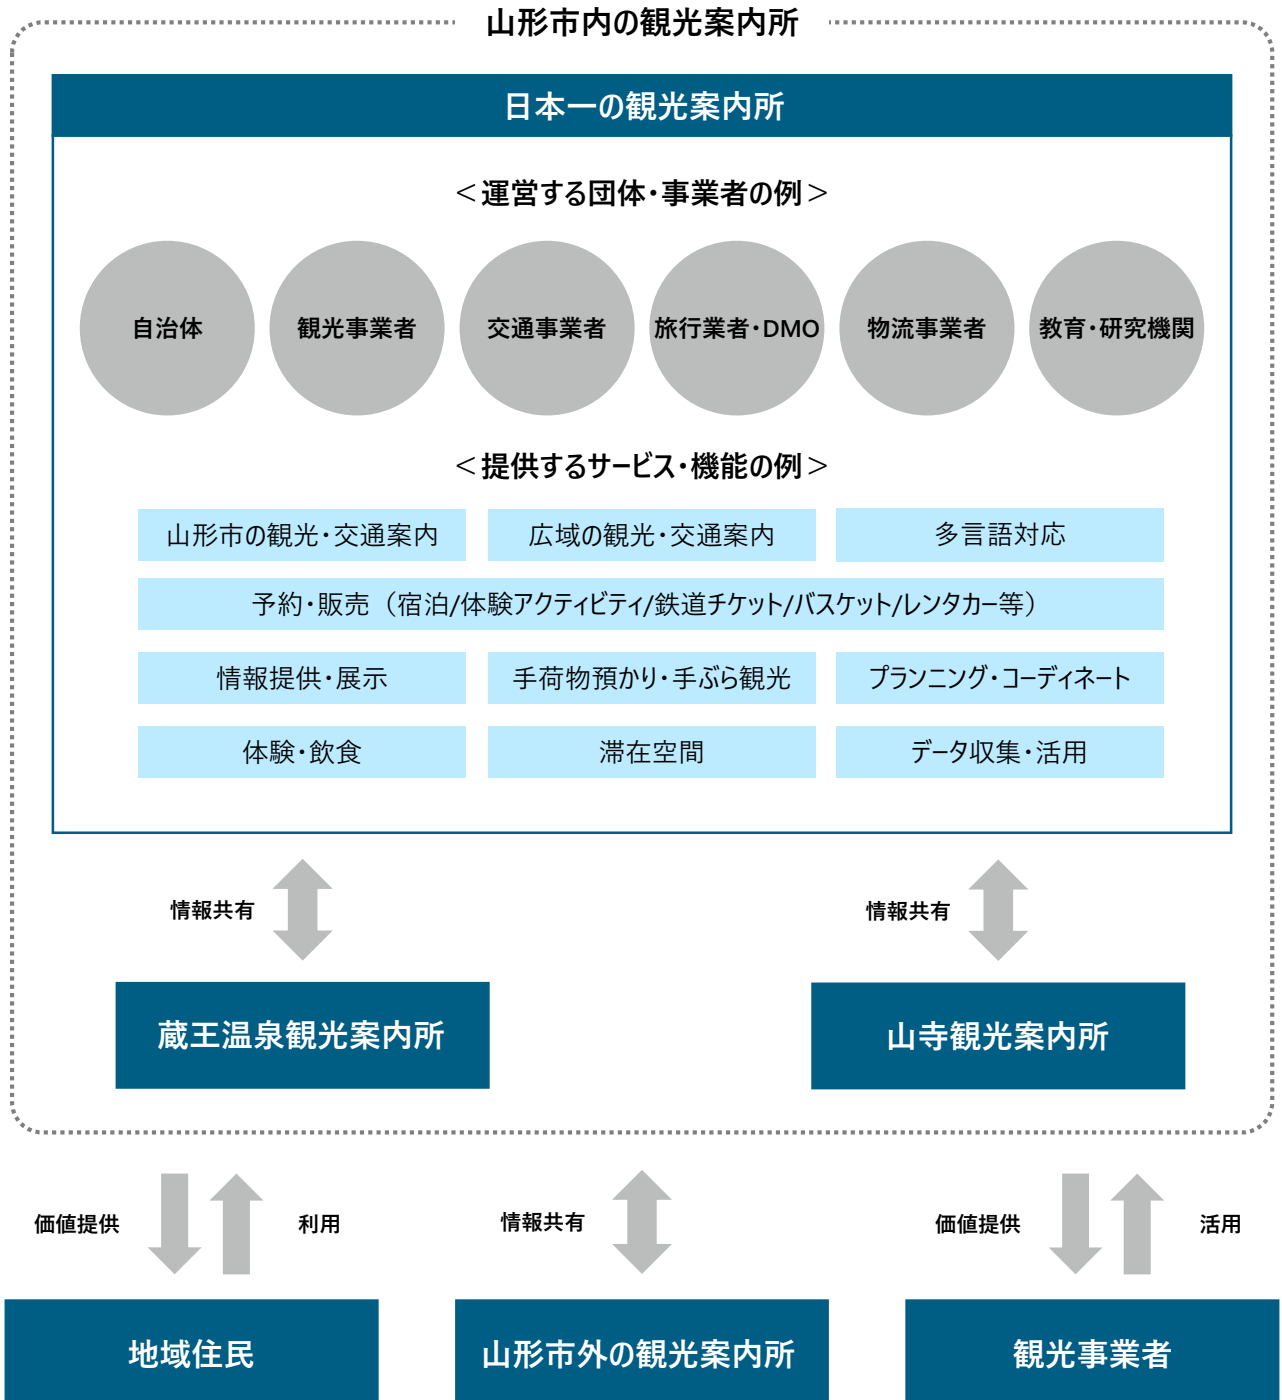 山形市内の観光案内所
日本一の観光案内所
＜運営する団体・事業者の例＞
自治体
観光事業者
交通事業者
旅行業者・DMO
物流事業者
教育・研究機関
＜提供するサービス・機能の例＞
山形市の観光・交通案内
広域の観光・交通案内
多言語対応
予約・販売（宿泊/体験アクティビティ/鉄道チケット/バスケット/レンタカー等）
情報提供・展示
手荷物預かり・手ぶら観光
プランニング・コーディネート
体験・飲食
滞在空間
データ収集・活用
情報共有
情報共有
蔵王温泉観光案内所
山寺観光案内所
価値提供
利用
情報共有
価値提供
活用
地域住民
山形市外の観光案内所
観光事業者